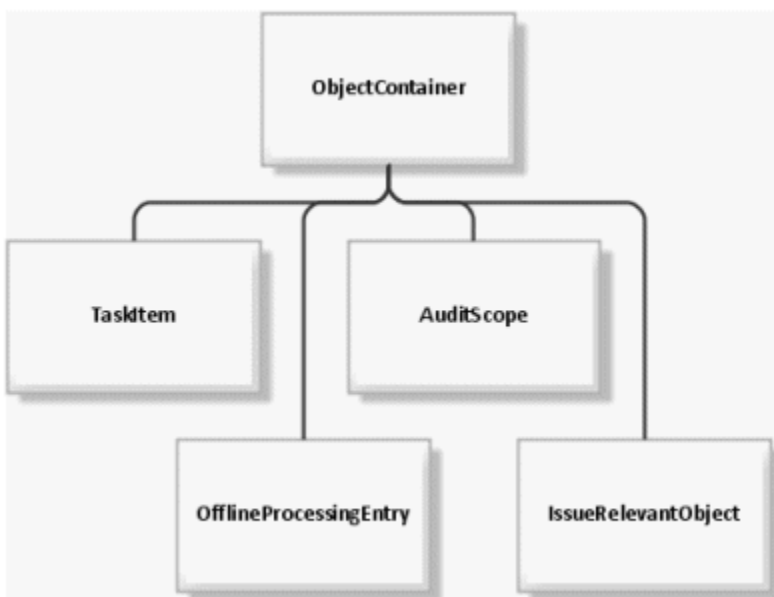 ObjectContainer
TaskItem
AuditScope
OfflineProcessingEntry
IssueRelevantObject